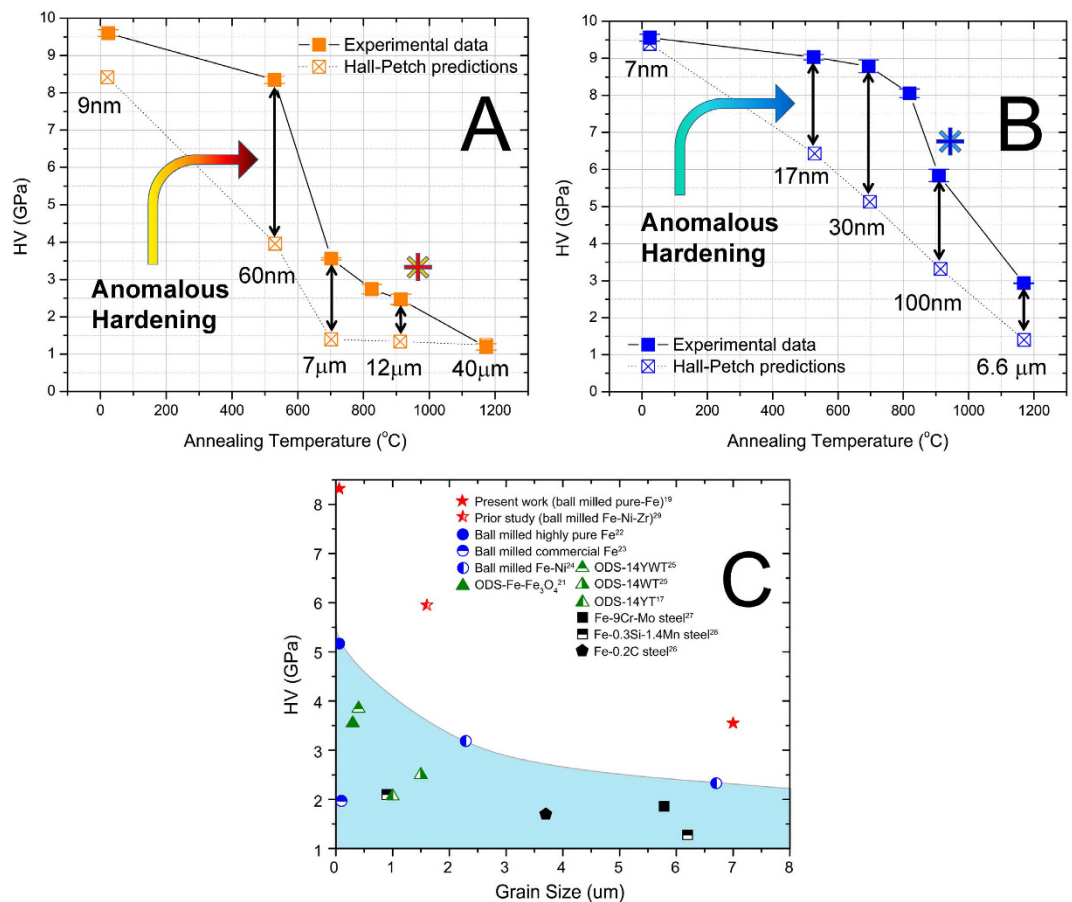 10
9
8
7
6
5
4
3
2
1
0
HV (GPa)
0
200
400
600
800
1000
1200
Annealing Temperature (°C)
Experimental data
Hall-Petch predictions
A
9nm
60nm
Anomalous
Hardening
7μm
12μm
40μm
10
9
8
7
6
5
4
3
2
1
0
HV (GPa)
0
200
400
600
800
1000
1200
Annealing Temperature (°C)
B
7nm
17nm
30nm
Anomalous
Hardening
100nm
6.6 μm
Experimental data
Hall-Petch predictions
8
7
6
5
4
3
2
1
HV (GPa)
0
1
2
3
4
5
6
7
8
Grain Size (um)
C
Present work (ball milled pure-Fe)¹⁹
Prior study (ball milled Fe-Ni-Zr)²⁹
Ball milled highly pure Fe²²
Ball milled commercial Fe²³
Ball milled Fe-Ni²⁴
ODS-Fe-Fe₃O₄²¹
ODS-14YWT²⁵
ODS-14WT²⁵
ODS-14YT¹⁷
Fe-9Cr-Mo steel²⁷
Fe-0.3Si-1.4Mn steel²⁸
Fe-0.2C steel²⁶